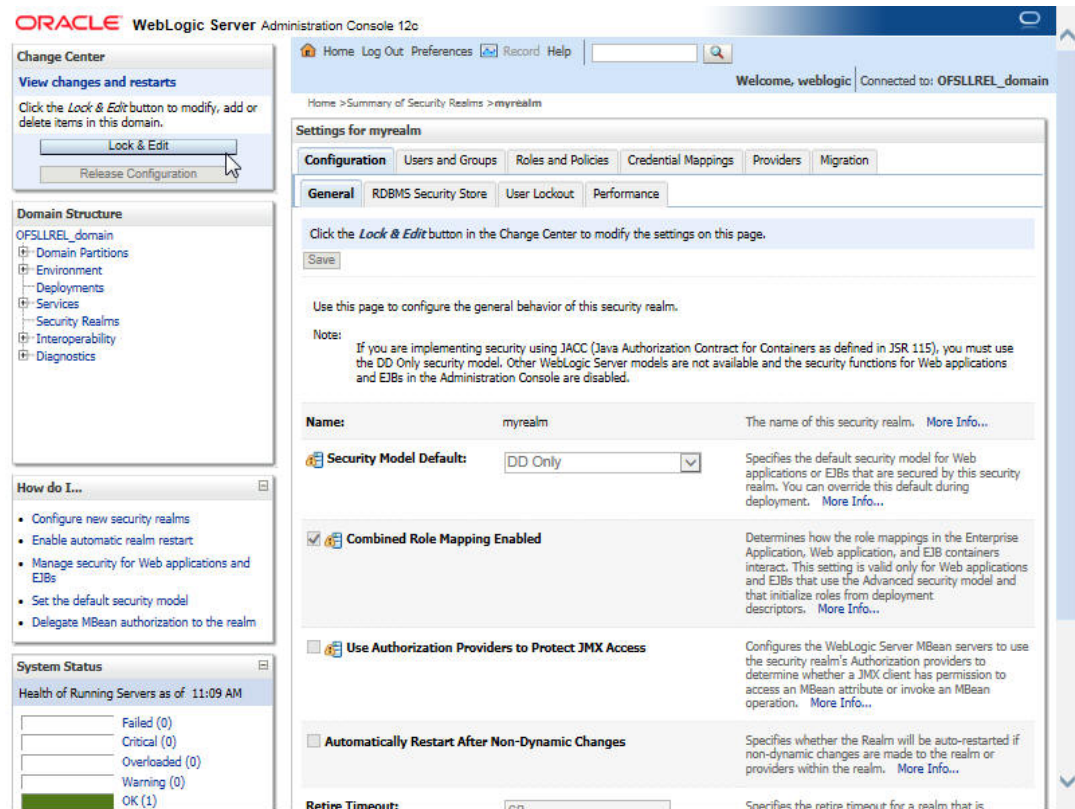 ORACLE WebLogic Server Administration Console 12c
Change Center
View changes and restarts
Click the Lock & Edit button to modify, add or
delete items in this domain.
Lock & Edit
Release Configuration
Domain Structure
OFSLLREL_domain
Domain Partitions
Environment
Deployments
Services
Security Realms
Interoperability
Diagnostics
How do I...
Configure new security realms
Enable automatic realm restart
Manage security for Web applications and
EJBs
Set the default security model
Delegate MBean authorization to the realm
System Status
Health of Running Servers as of 11:09 AM
Failed (0)
Critical (0)
Overloaded (0)
Warning (0)
OK (1)
Home Log Out Preferences Record Help
Welcome, weblogic Connected to: OFSLLREL_domain
Home >Summary of Security Realms >myrealm
Settings for myrealm
Configuration Users and Groups Roles and Policies Credential Mappings Providers Migration
General RDBMS Security Store User Lockout Performance
Click the Lock & Edit button in the Change Center to modify the settings on this page.
Save
Use this page to configure the general behavior of this security realm.
Note:
If you are implementing security using JACC (Java Authorization Contract for Containers as defined in JSR 115), you must use
the DD Only security model. Other WebLogic Server models are not available and the security functions for Web applications
and EJBs in the Administration Console are disabled.
Name: myrealm The name of this security realm. More Info...
Security Model Default: DD Only Specifies the default security model for Web
applications or EJBs that are secured by this security
realm. You can override this default during
deployment. More Info...
Combined Role Mapping Enabled Determines how the role mappings in the Enterprise
Application, Web application, and EJB containers
interact. This setting is valid only for Web applications
and EJBs that use the Advanced security model and
that initialize roles from deployment
descriptors. More Info...
Use Authorization Providers to Protect JMX Access Configures the WebLogic Server MBean servers to use
the security realm's Authorization providers to
determine whether a JMX client has permission to
access an MBean attribute or invoke an MBean
operation. More Info...
Automatically Restart After Non-Dynamic Changes Specifies whether the Realm will be auto-restarted if
non-dynamic changes are made to the realm or
providers within the realm. More Info...
Retire Timeout: Specifies the retire timeout for a realm that is